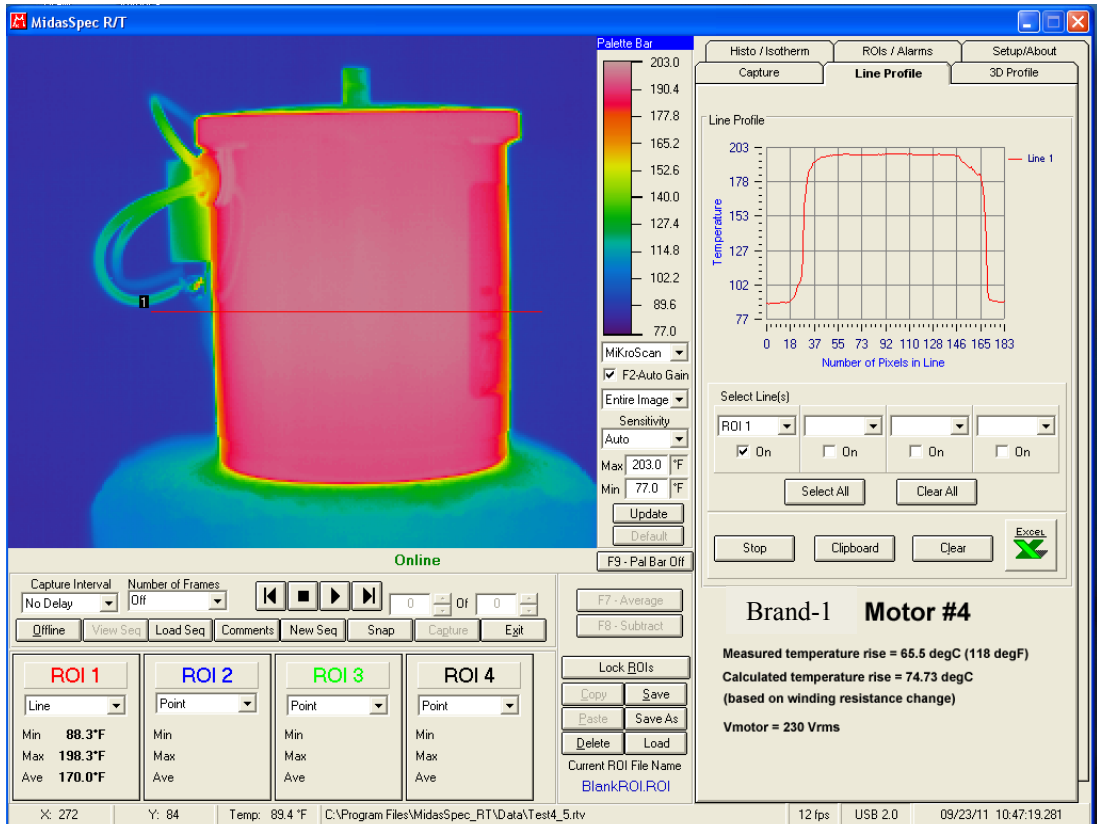 MidasSpec R/T
1
Palette Bar
203.0
190.4
177.8
165.2
152.6
140.0
127.4
114.8
102.2
89.6
77.0
MiKroScan
F2-Auto Gain
Entire Image
Sensitivity
Auto
Max 203.0 °F
Min 77.0 °F
Update
Default
F9 - Pal Bar Off
Histo / Isotherm ROIs / Alarms Setup/About
Capture Line Profile 3D Profile
Line Profile
203
178
153
127
102
77
Temperature
Line 1
0 18 37 55 73 92 110 128 146 165 183
Number of Pixels in Line
Select Line(s)
ROI 1
On On On On
Select All Clear All
Stop Clipboard Clear EXCEL
Brand-1 Motor #4
Measured temperature rise = 65.5 degC (118 degF)
Calculated temperature rise = 74.73 degC
(based on winding resistance change)
Vmotor = 230 Vrms
Online
Capture Interval Number of Frames
No Delay Off 0 Of 0
Offline View Seq Load Seq Comments New Seq Snap Capture Exit
F7 - Average
F8 - Subtract
ROI 1 ROI 2 ROI 3 ROI 4
Line Point Point Point
Min 88.3°F Min Min Min
Max 198.3°F Max Max Max
Ave 170.0°F Ave Ave Ave
Lock ROIs
Copy Save
Paste Save As
Delete Load
Current ROI File Name
BlankROI.ROI
X: 272 Y: 84 Temp: 89.4 °F C:\Program Files\MidasSpec_RT\Data\Test4_5.rtv 12 fps USB 2.0 09/23/11 10:47:19.281